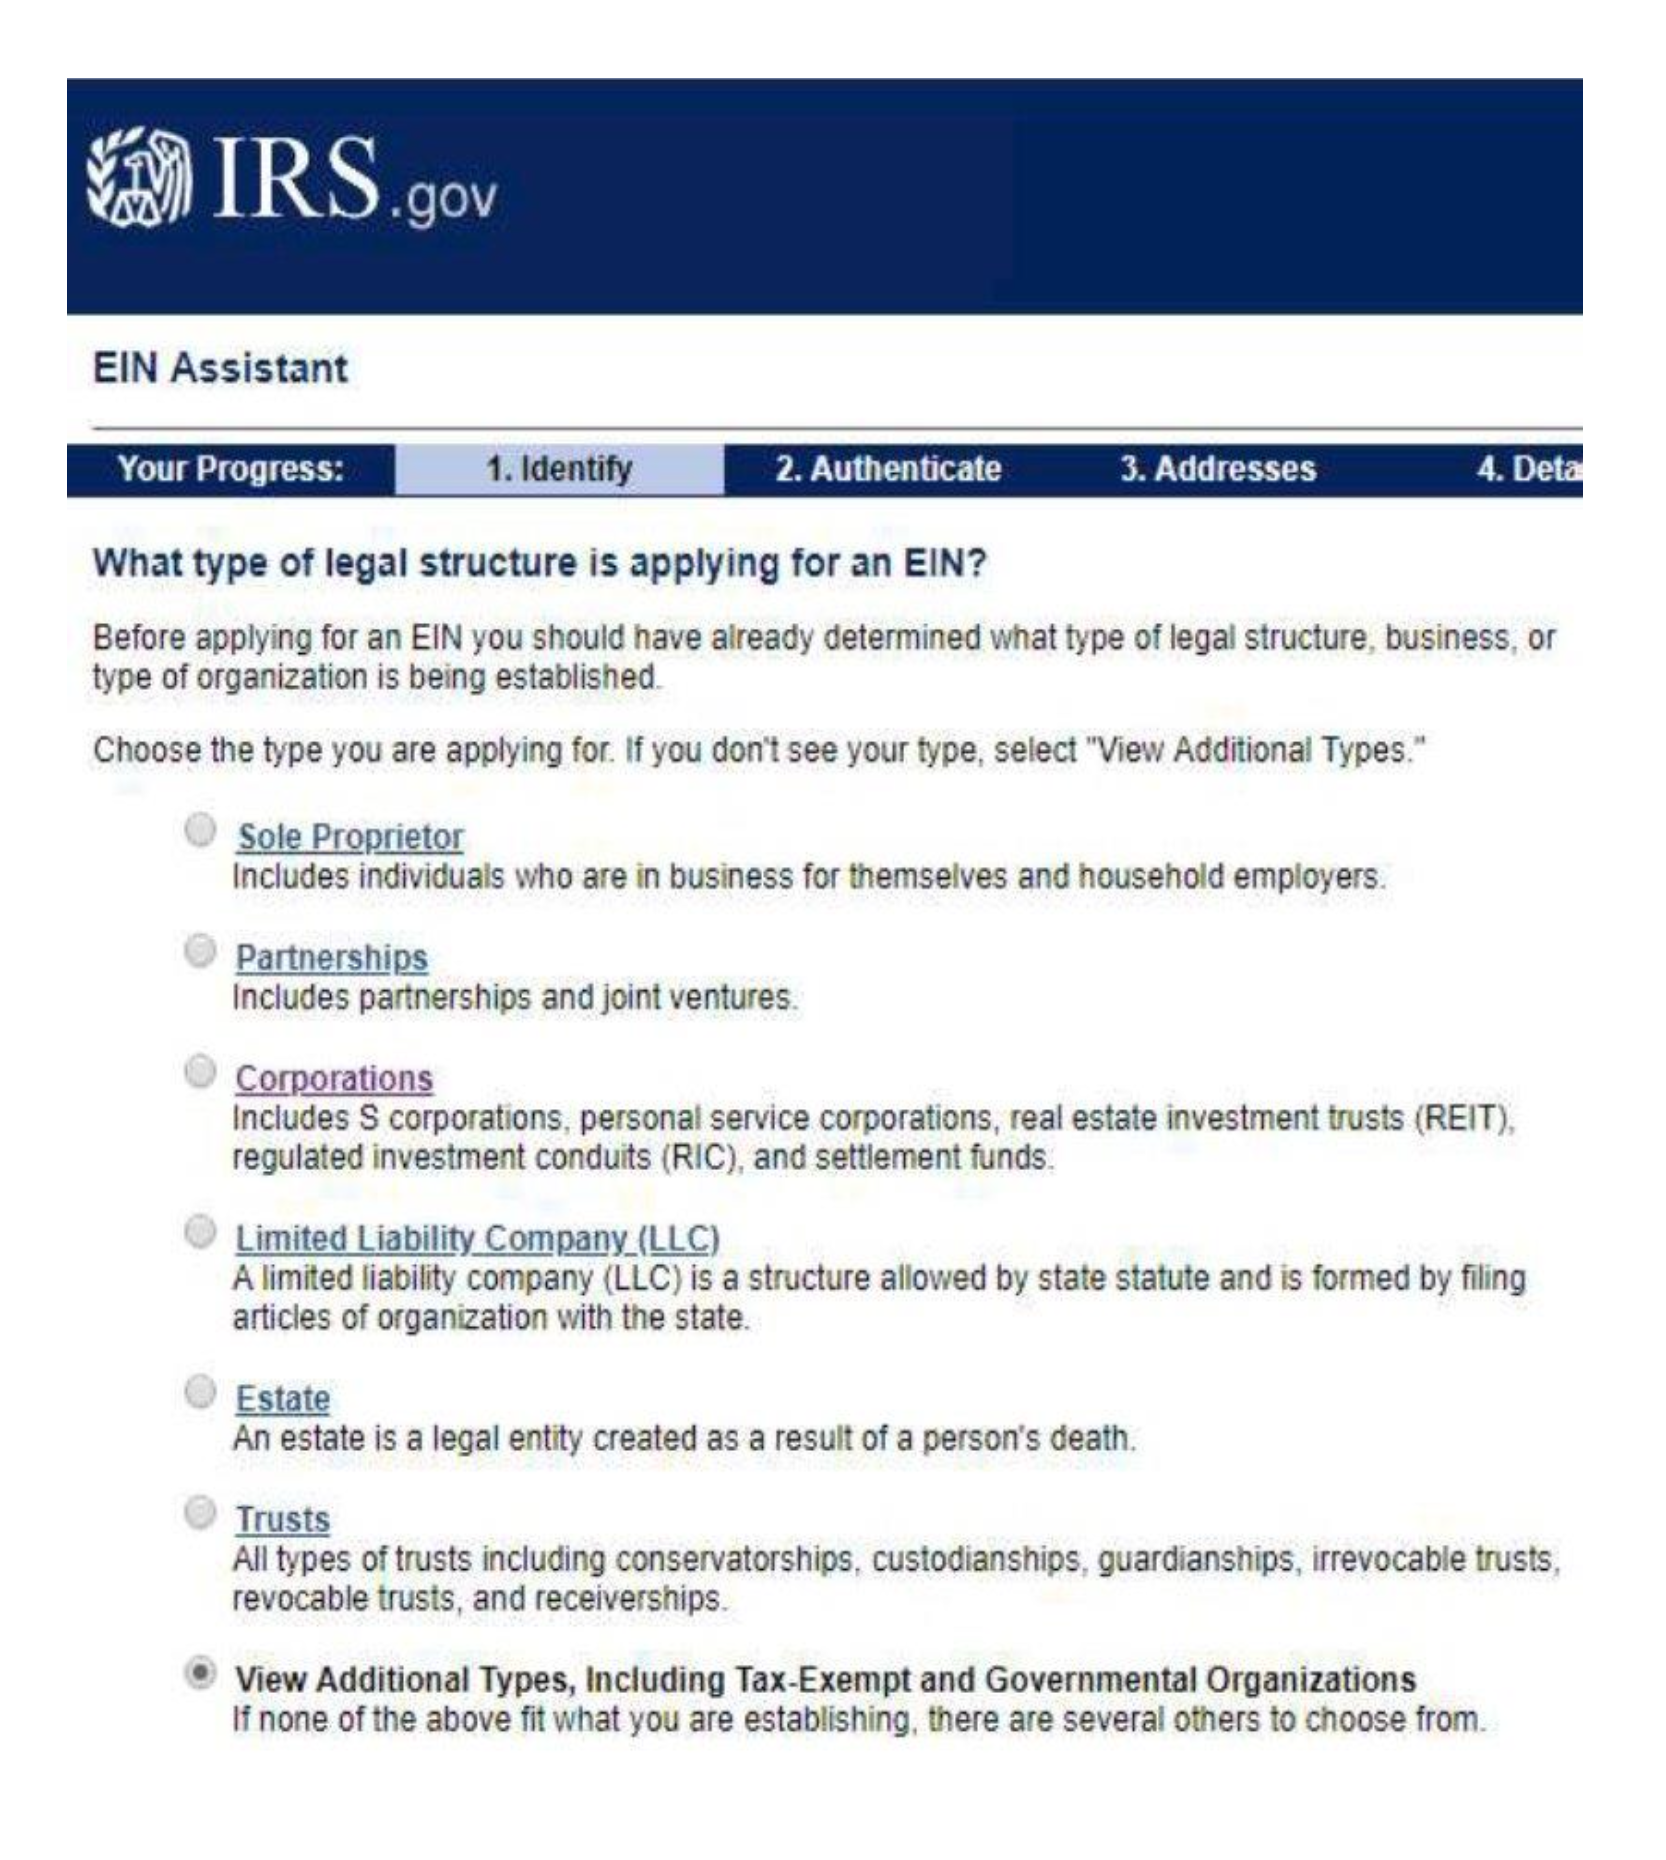 IRS.gov
EIN Assistant
Your Progress: 1. Identify 2. Authenticate 3. Addresses 4. Deta
What type of legal structure is applying for an EIN?
Before applying for an EIN you should have already determined what type of legal structure, business, or
type of organization is being established.
Choose the type you are applying for. If you don't see your type, select "View Additional Types."
Sole Proprietor
Includes individuals who are in business for themselves and household employers.
Partnerships
Includes partnerships and joint ventures.
Corporations
Includes S corporations, personal service corporations, real estate investment trusts (REIT),
regulated investment conduits (RIC), and settlement funds.
Limited Liability Company (LLC)
A limited liability company (LLC) is a structure allowed by state statute and is formed by filing
articles of organization with the state.
Estate
An estate is a legal entity created as a result of a person's death.
Trusts
All types of trusts including conservatorships, custodianships, guardianships, irrevocable trusts,
revocable trusts, and receiverships.
View Additional Types, Including Tax-Exempt and Governmental Organizations
If none of the above fit what you are establishing, there are several others to choose from.